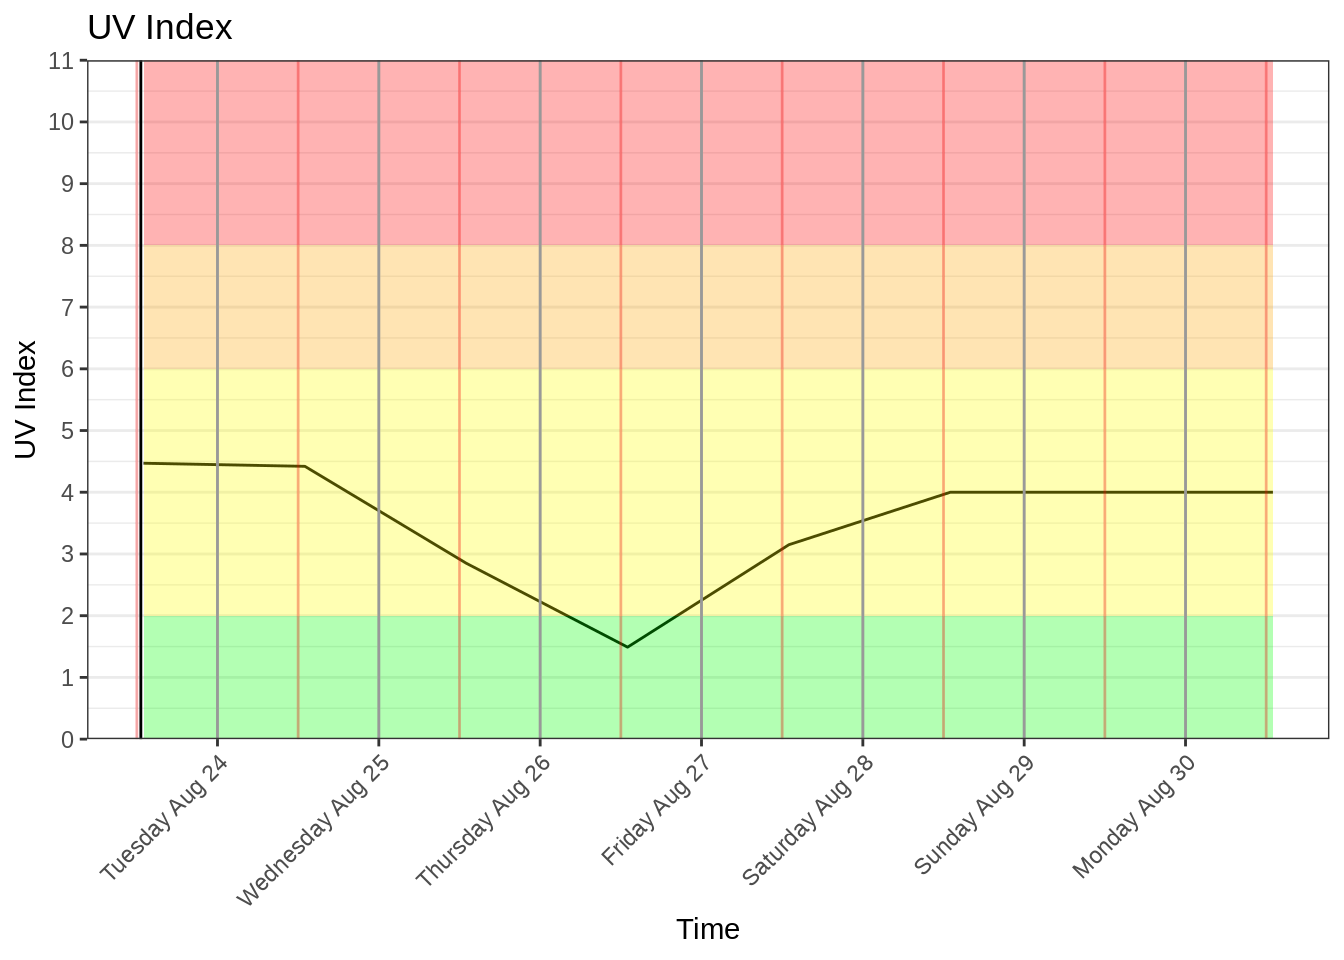 UV Index
11
10
9
8
7
6
5
4
3
2
1
0
UV Index
Tuesday Aug 24
Wednesday Aug 25
Thursday Aug 26
Friday Aug 27
Saturday Aug 28
Sunday Aug 29
Monday Aug 30
Time